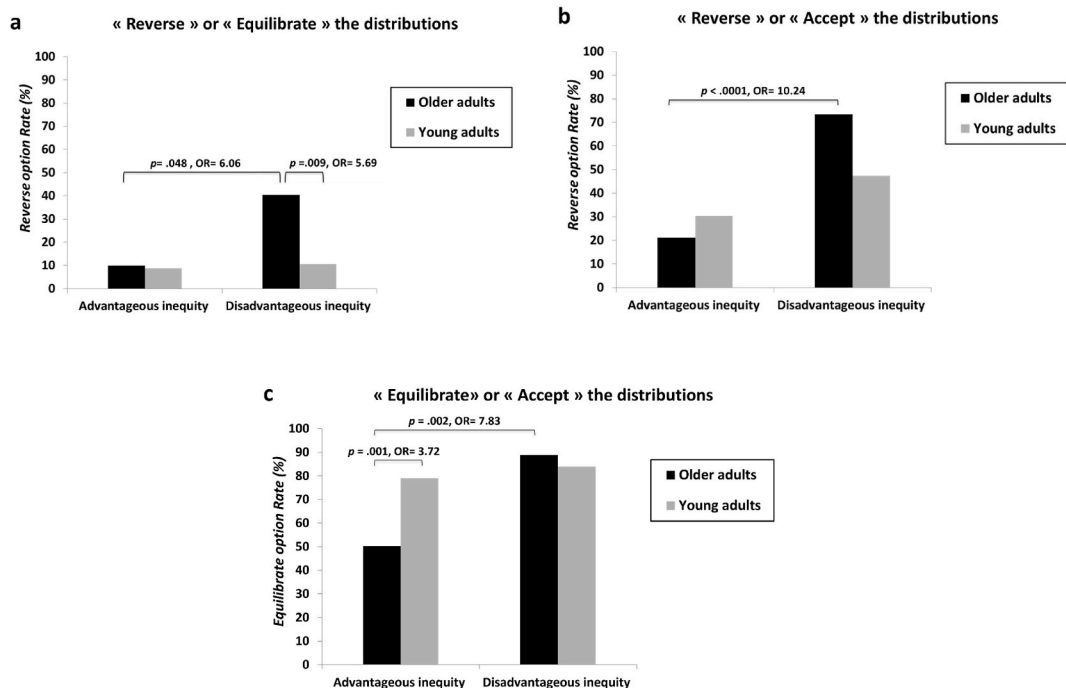 a
« Reverse » or « Equilibrate » the distributions
Reverse option Rate (%)
100
90
80
70
60
50
40
30
20
10
0
p= .048 , OR= 6.06
p =.009, OR= 5.69
Older adults
Young adults
Advantageous inequity
Disadvantageous inequity
b
« Reverse » or « Accept » the distributions
Reverse option Rate (%)
100
90
80
70
60
50
40
30
20
10
0
p < .0001, OR= 10.24
Older adults
Young adults
Advantageous inequity
Disadvantageous inequity
c
« Equilibrate» or « Accept » the distributions
Equilibrate option Rate (%)
100
90
80
70
60
50
40
30
20
10
0
p = .002, OR= 7.83
p = .001, OR= 3.72
Older adults
Young adults
Advantageous inequity
Disadvantageous inequity